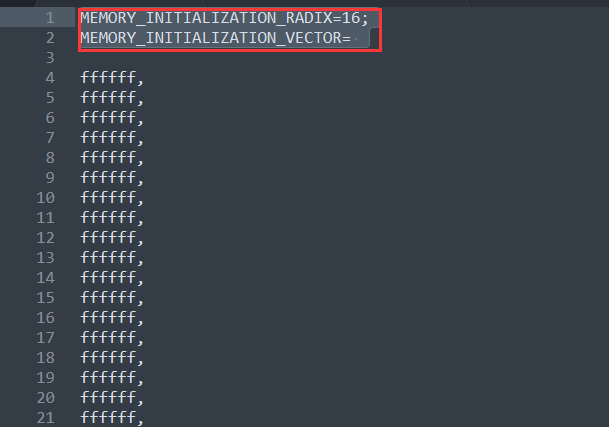 1 MEMORY_INITIALIZATION_RADIX=16;
2 MEMORY_INITIALIZATION_VECTOR=
3
4 ffffff,
5 ffffff,
6 ffffff,
7 ffffff,
8 ffffff,
9 ffffff,
10 ffffff,
11 ffffff,
12 ffffff,
13 ffffff,
14 ffffff,
15 ffffff,
16 ffffff,
17 ffffff,
18 ffffff,
19 ffffff,
20 ffffff,
21 ffffff,